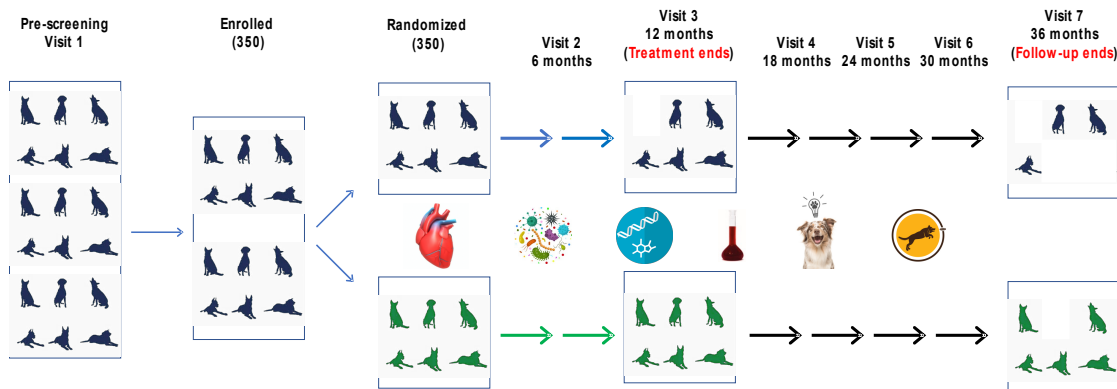 Pre-screening
Visit 1
Enrolled
(350)
Randomized
(350)
Visit 2
6 months
Visit 3
12 months
(Treatment ends)
Visit 4
18 months
Visit 5
24 months
Visit 6
30 months
Visit 7
36 months
(Follow-up ends)